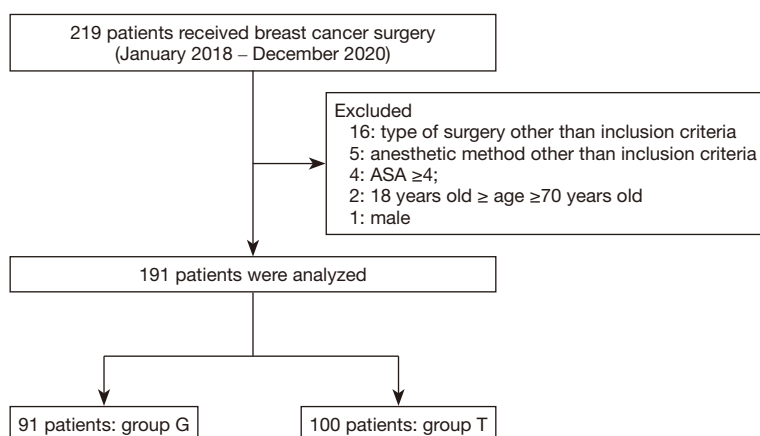 219 patients received breast cancer surgery
(January 2018 – December 2020)
Excluded
16: type of surgery other than inclusion criteria
5: anesthetic method other than inclusion criteria
4: ASA ≥4;
2: 18 years old ≥ age ≥70 years old
1: male
191 patients were analyzed
91 patients: group G
100 patients: group T